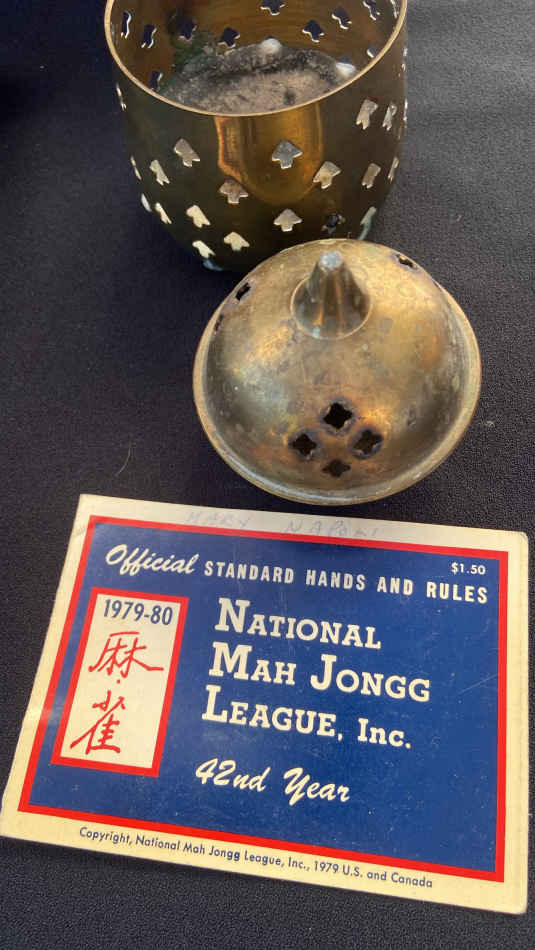 MARY NAPOLI
Official STANDARD HANDS AND RULES
$1.50
1979-80
麻
雀
NATIONAL
MAH JONGG
LEAGUE, Inc.
42nd Year
Copyright, National Mah Jongg League, Inc., 1979 U.S. and Canada